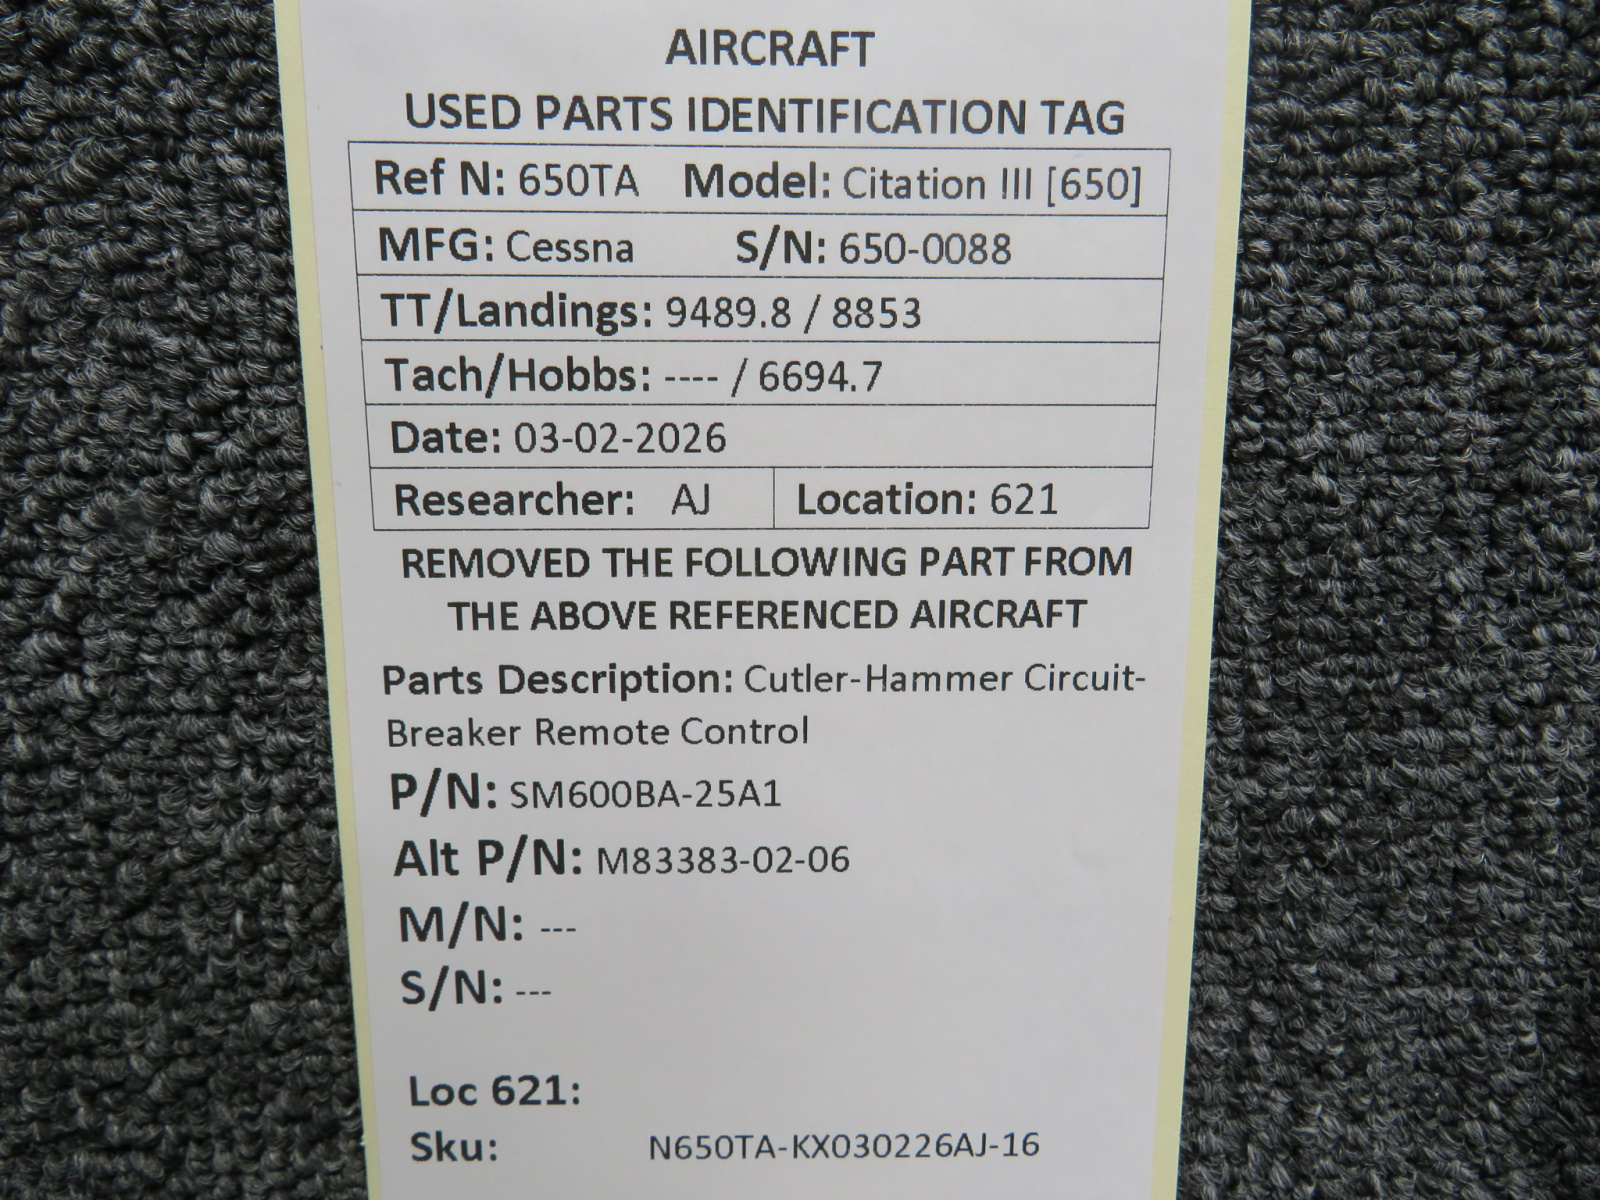 AIRCRAFT
USED PARTS IDENTIFICATION TAG
Ref N: 650TA Model: Citation III [650]
MFG: Cessna S/N: 650-0088
TT/Landings: 9489.8 / 8853
Tach/Hobbs: ---- / 6694.7
Date: 03-02-2026
Researcher: AJ Location: 621
REMOVED THE FOLLOWING PART FROM
THE ABOVE REFERENCED AIRCRAFT
Parts Description: Cutler-Hammer Circuit-
Breaker Remote Control
P/N: SM600BA-25A1
Alt P/N: M83383-02-06
M/N: ---
S/N: ---
Loc 621:
Sku: N650TA-KX030226AJ-16